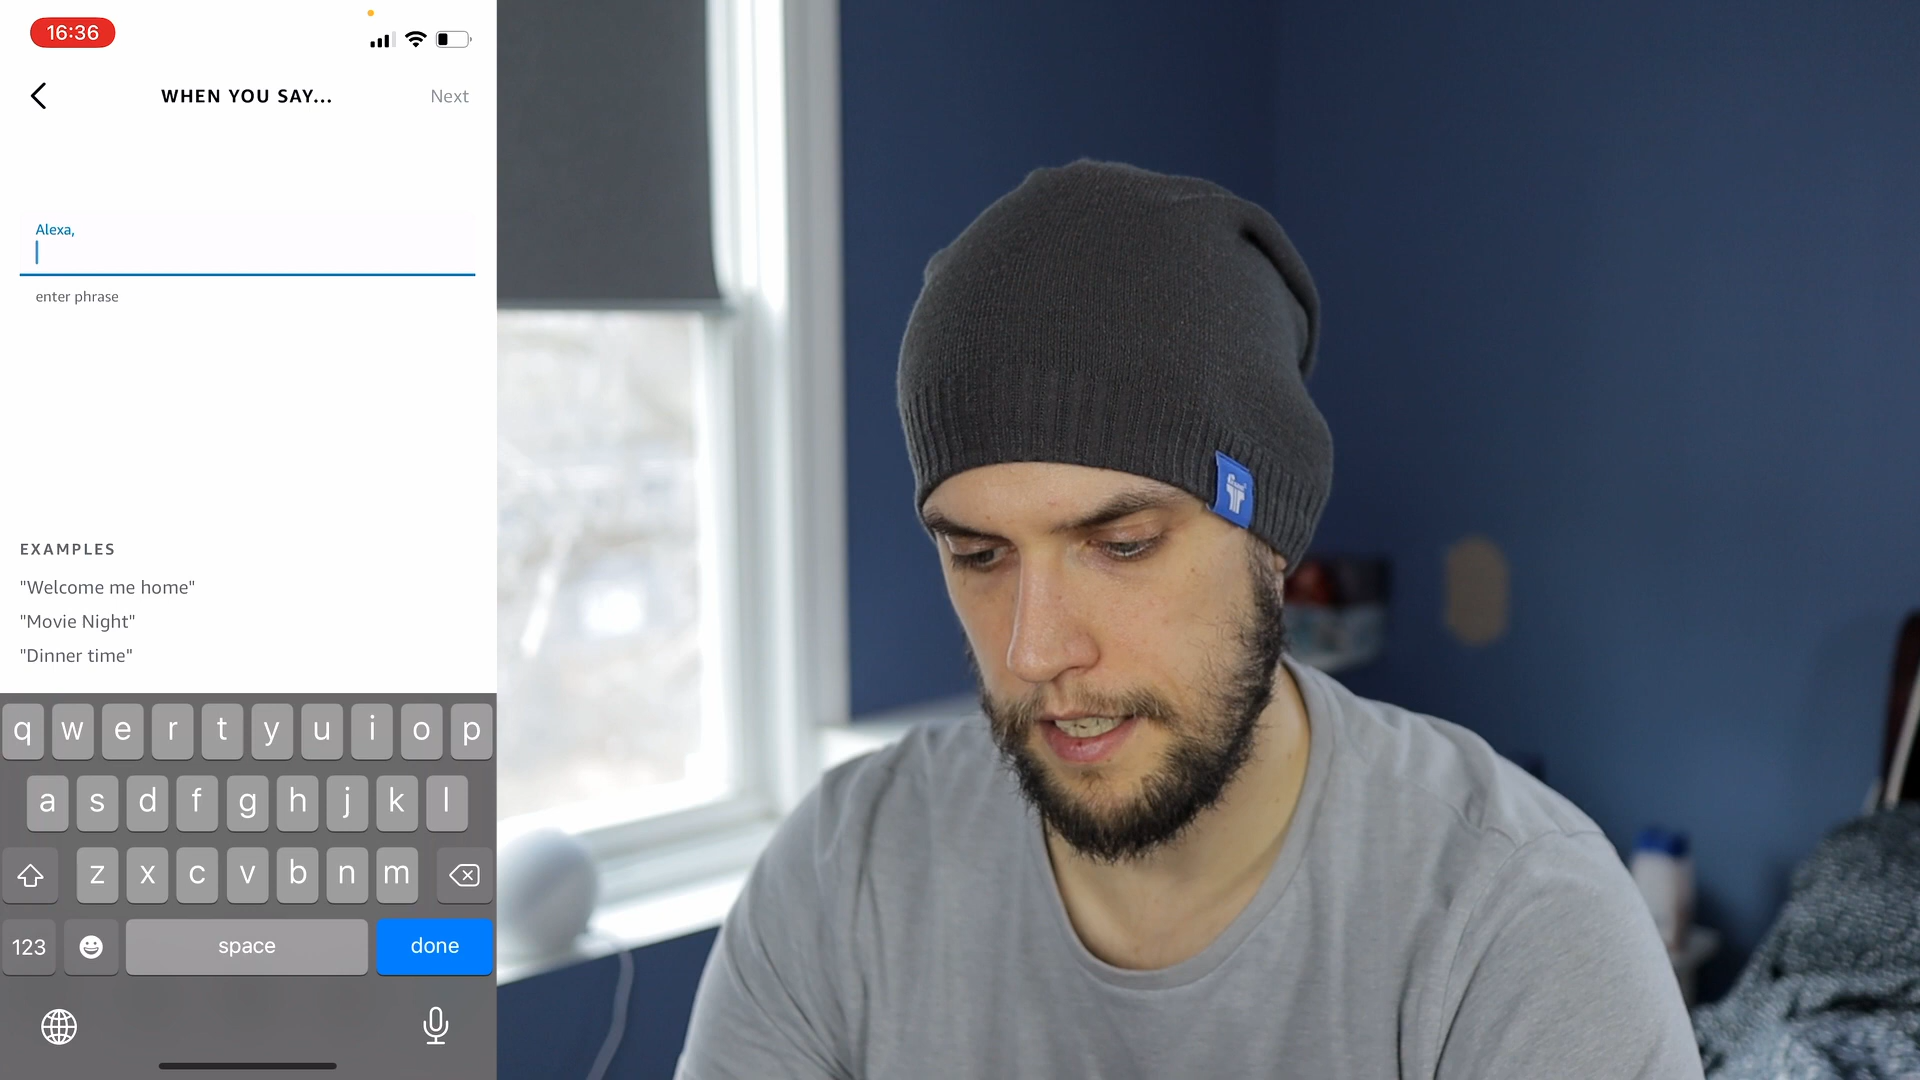 16:36
WHEN YOU SAY...
Next
Alexa,
enter phrase
EXAMPLES
"Welcome me home"
"Movie Night"
"Dinner time"
q w e r t y u i o p
a s d f g h j k l
z x c v b n m
123 space done